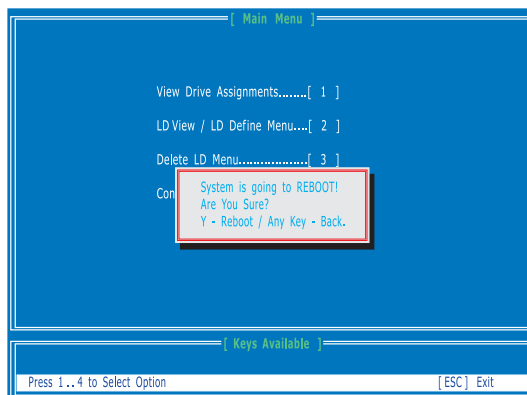 [ Main Menu ]
View Drive Assignments........[ 1 ]
LD View / LD Define Menu....[ 2 ]
Delete LD Menu..................[ 3 ]
Con
System is going to REBOOT!
Are You Sure?
Y - Reboot / Any Key - Back.
[ Keys Available ]
Press 1..4 to Select Option [ESC] Exit